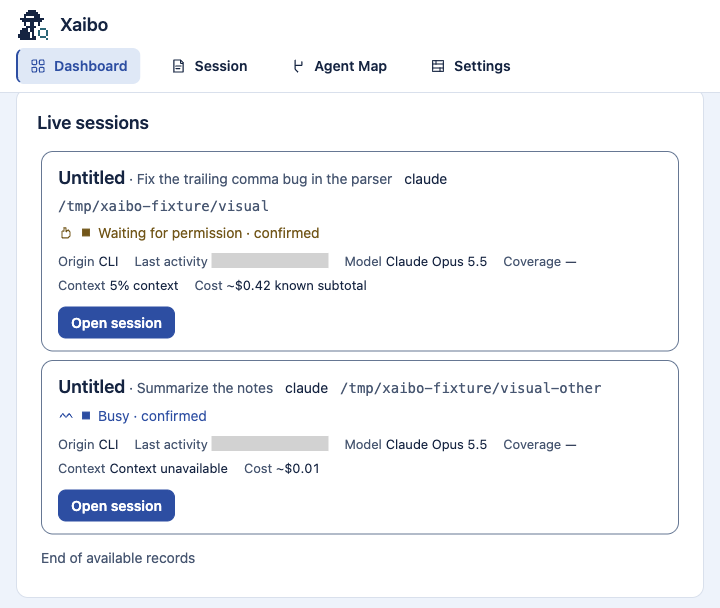 Xaibo
Dashboard Session Agent Map Settings
Live sessions
Untitled · Fix the trailing comma bug in the parser claude
/tmp/xaibo-fixture/visual
Waiting for permission · confirmed
Origin CLI Last activity Model Claude Opus 5.5 Coverage —
Context 5% context Cost ~$0.42 known subtotal
Open session
Untitled · Summarize the notes claude /tmp/xaibo-fixture/visual-other
Busy · confirmed
Origin CLI Last activity Model Claude Opus 5.5 Coverage —
Context Context unavailable Cost ~$0.01
Open session
End of available records